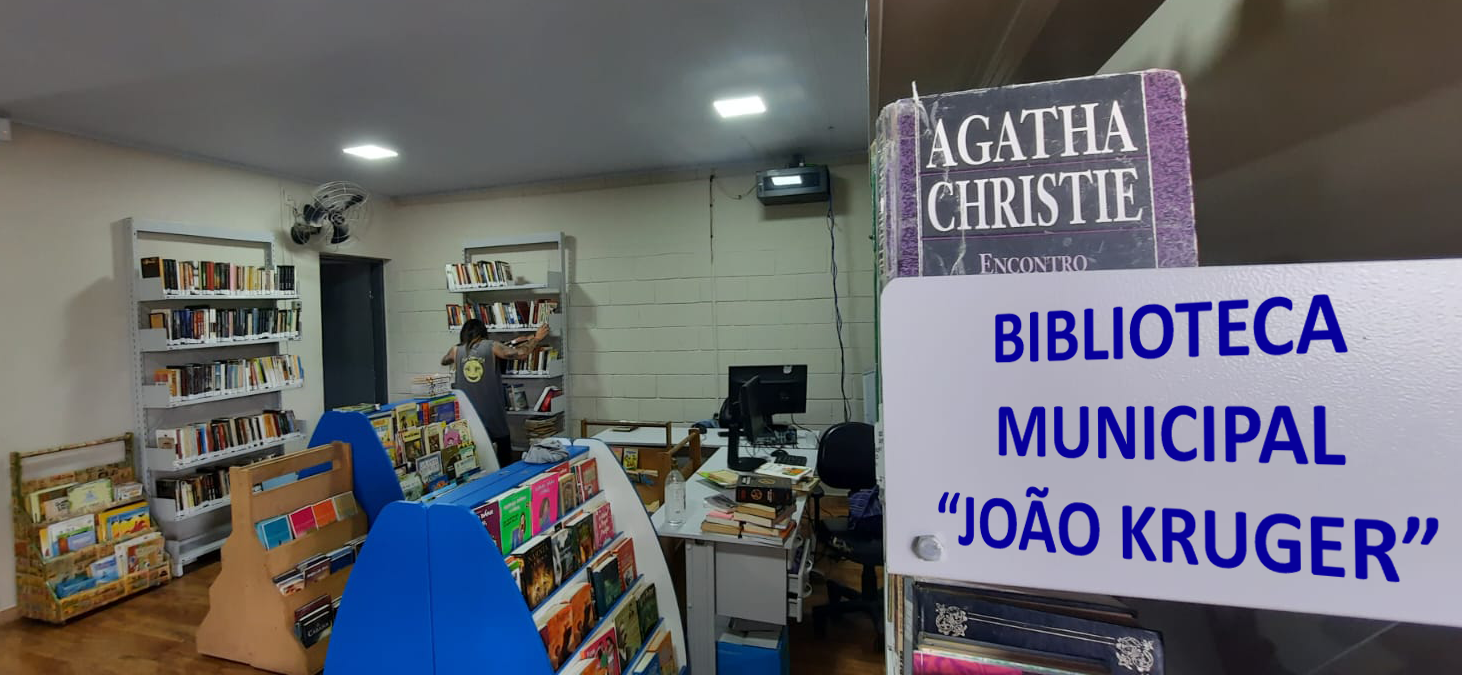 AGATHA
CHRISTIE
ENCONTRO
BIBLIOTECA
MUNICIPAL
“JOÃO KRUGER”